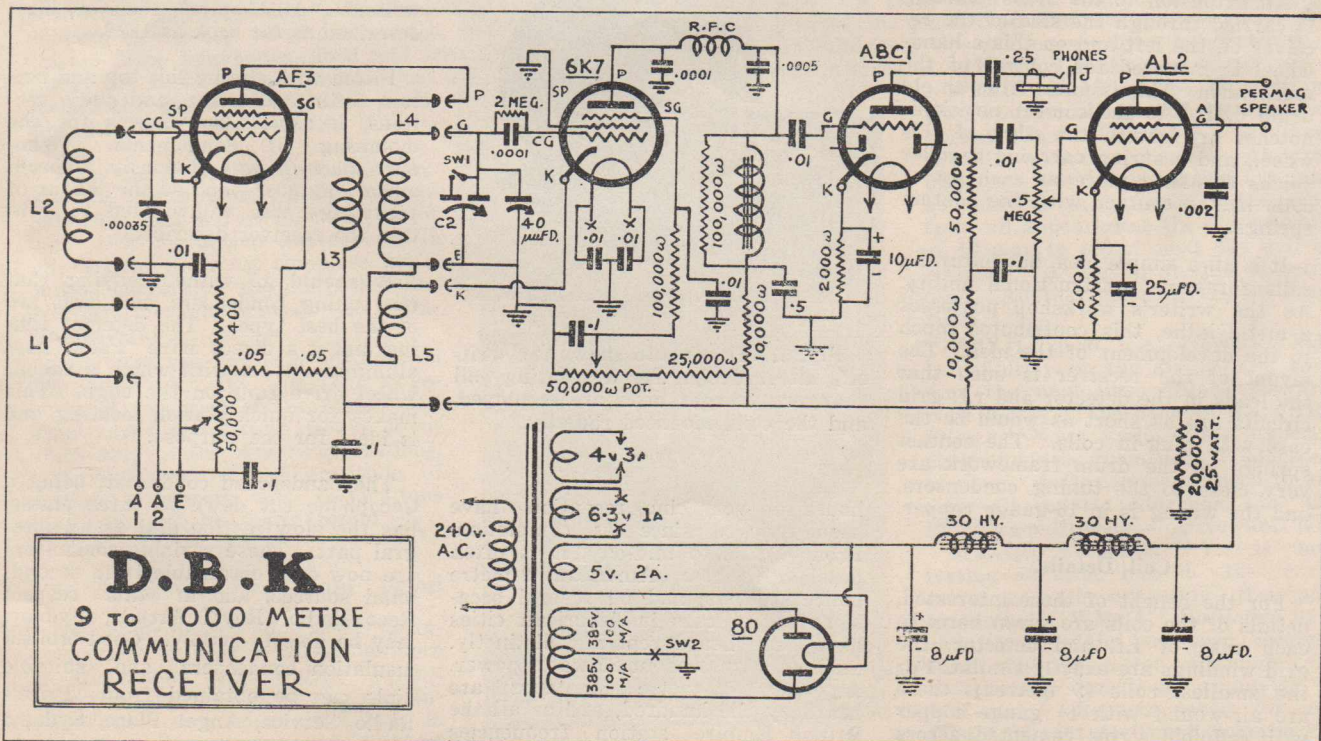 R.F.C
.0001
.0005
AF3
P
SP
SG
CG
K
L2
.00035
.01
L1
400
50,000
.05
.05
.1
.1
A
1
A
2
E
L3
L4
L5
P
G
SW1
C2
E
K
2 MEG.
.0001
40
μμFD.
6K7
P
SP
SG
CG
K
X
X
.01
.01
.1
100,000ω
.01
50,000ω POT.
25,000ω
10,000ω
100,000ω
.5
.01
ABC1
P
G
K
2000ω
10μFD.
.25
PHONES
J
50,000ω
.01
.5
MEG.
.1
10,000ω
AL2
P
G
A
G
K
600ω
25μFD.
.002
PERMAG
SPEAKER
20,000ω
25WATT.
240v.
A.C.
4v 3A
X
6·3v 1A
X
5v. 2A.
385v
100
M/A
385v
100
M/A
SW2
X
80
30 HY.
30 HY.
8μFD
8μFD.
8μFD.
D.B.K
9 TO 1000 METRE
COMMUNICATION
RECEIVER